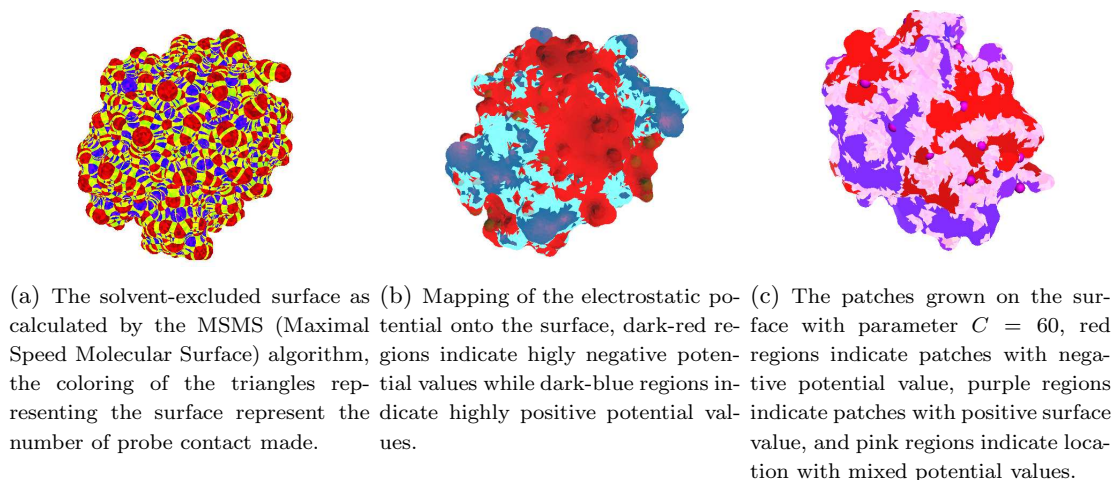 (a) The solvent-excluded surface as
calculated by the MSMS (Maximal
Speed Molecular Surface) algorithm,
the coloring of the triangles rep-
resenting the surface represent the
number of probe contact made.
(b) Mapping of the electrostatic po-
tential onto the surface, dark-red re-
gions indicate higly negative poten-
tial values while dark-blue regions in-
dicate highly positive potential val-
ues.
(c) The patches grown on the sur-
face with parameter C = 60, red
regions indicate patches with nega-
tive potential value, purple regions
indicate patches with positive surface
value, and pink regions indicate loca-
tion with mixed potential values.